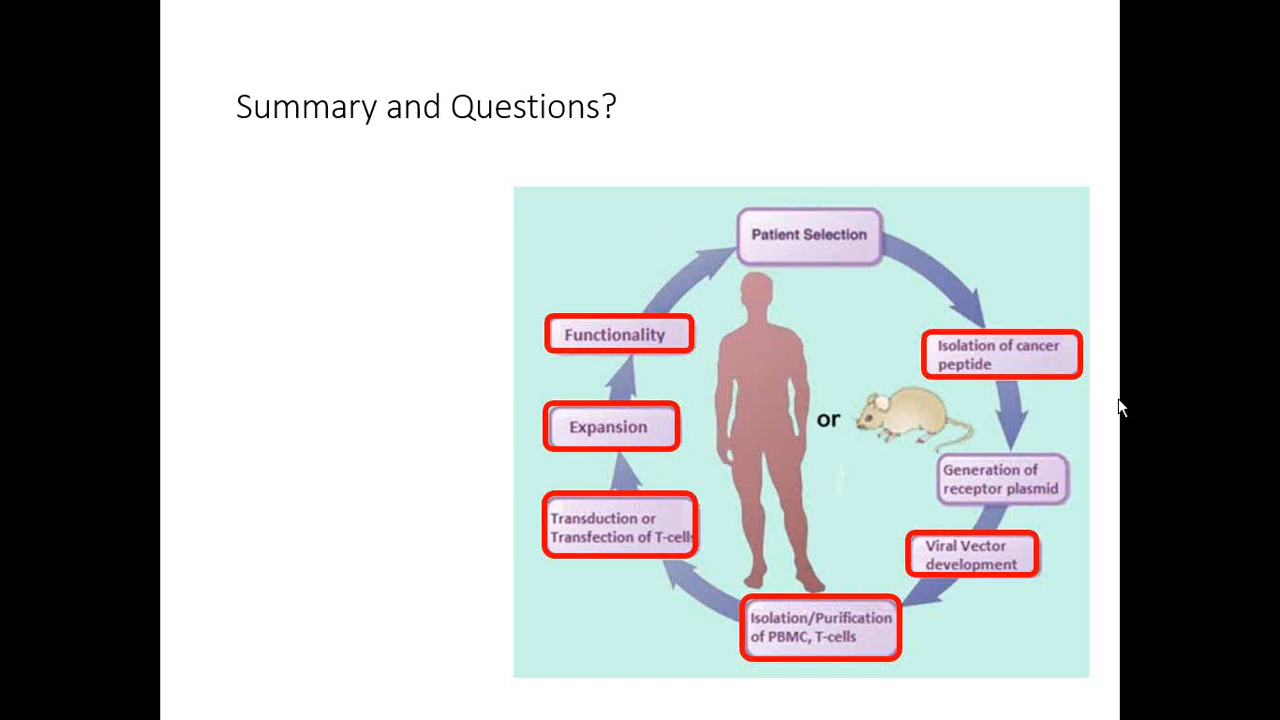 Summary and Questions?
Patient Selection
Isolation of cancer
peptide
Generation of
receptor plasmid
Viral Vector
development
Isolation/Purification
of PBMC, T-cells
Transduction or
Transfection of T-cells
Expansion
Functionality
or